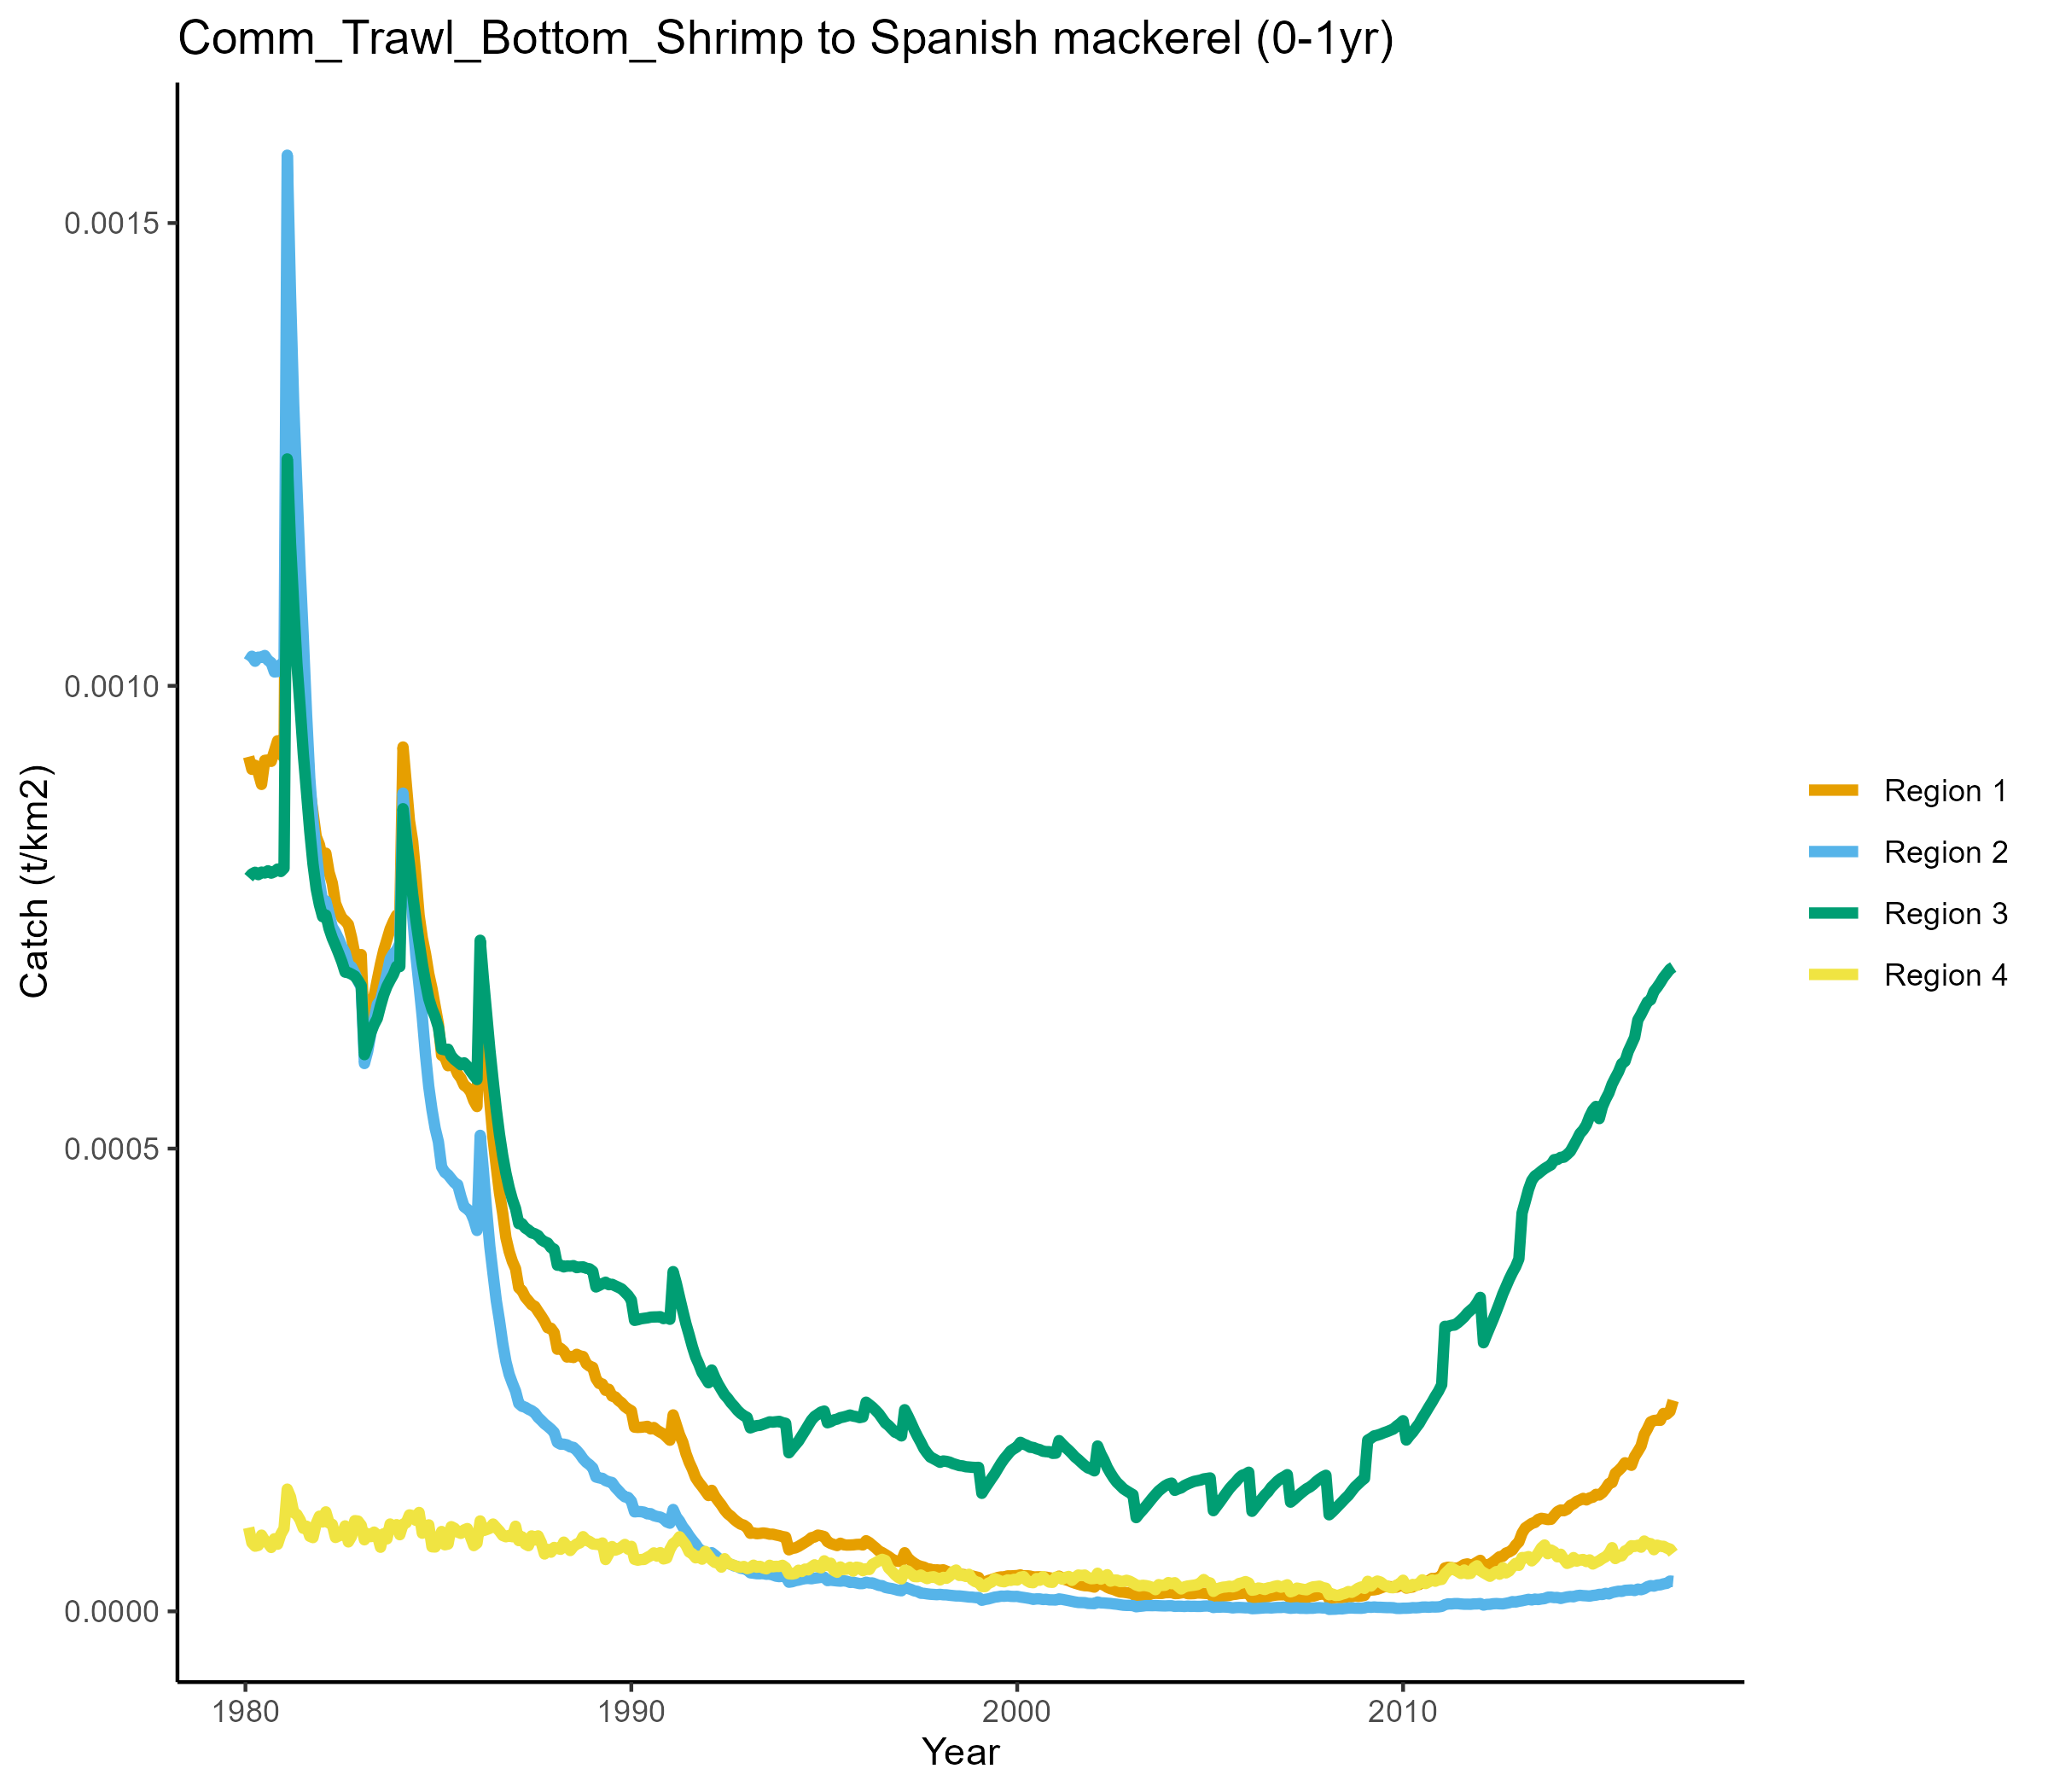 Comm_Trawl_Bottom_Shrimp to Spanish mackerel (0-1yr)
Catch (t/km2)
0.0015
0.0010
0.0005
0.0000
1980 1990 2000 2010
Year
Region 1
Region 2
Region 3
Region 4